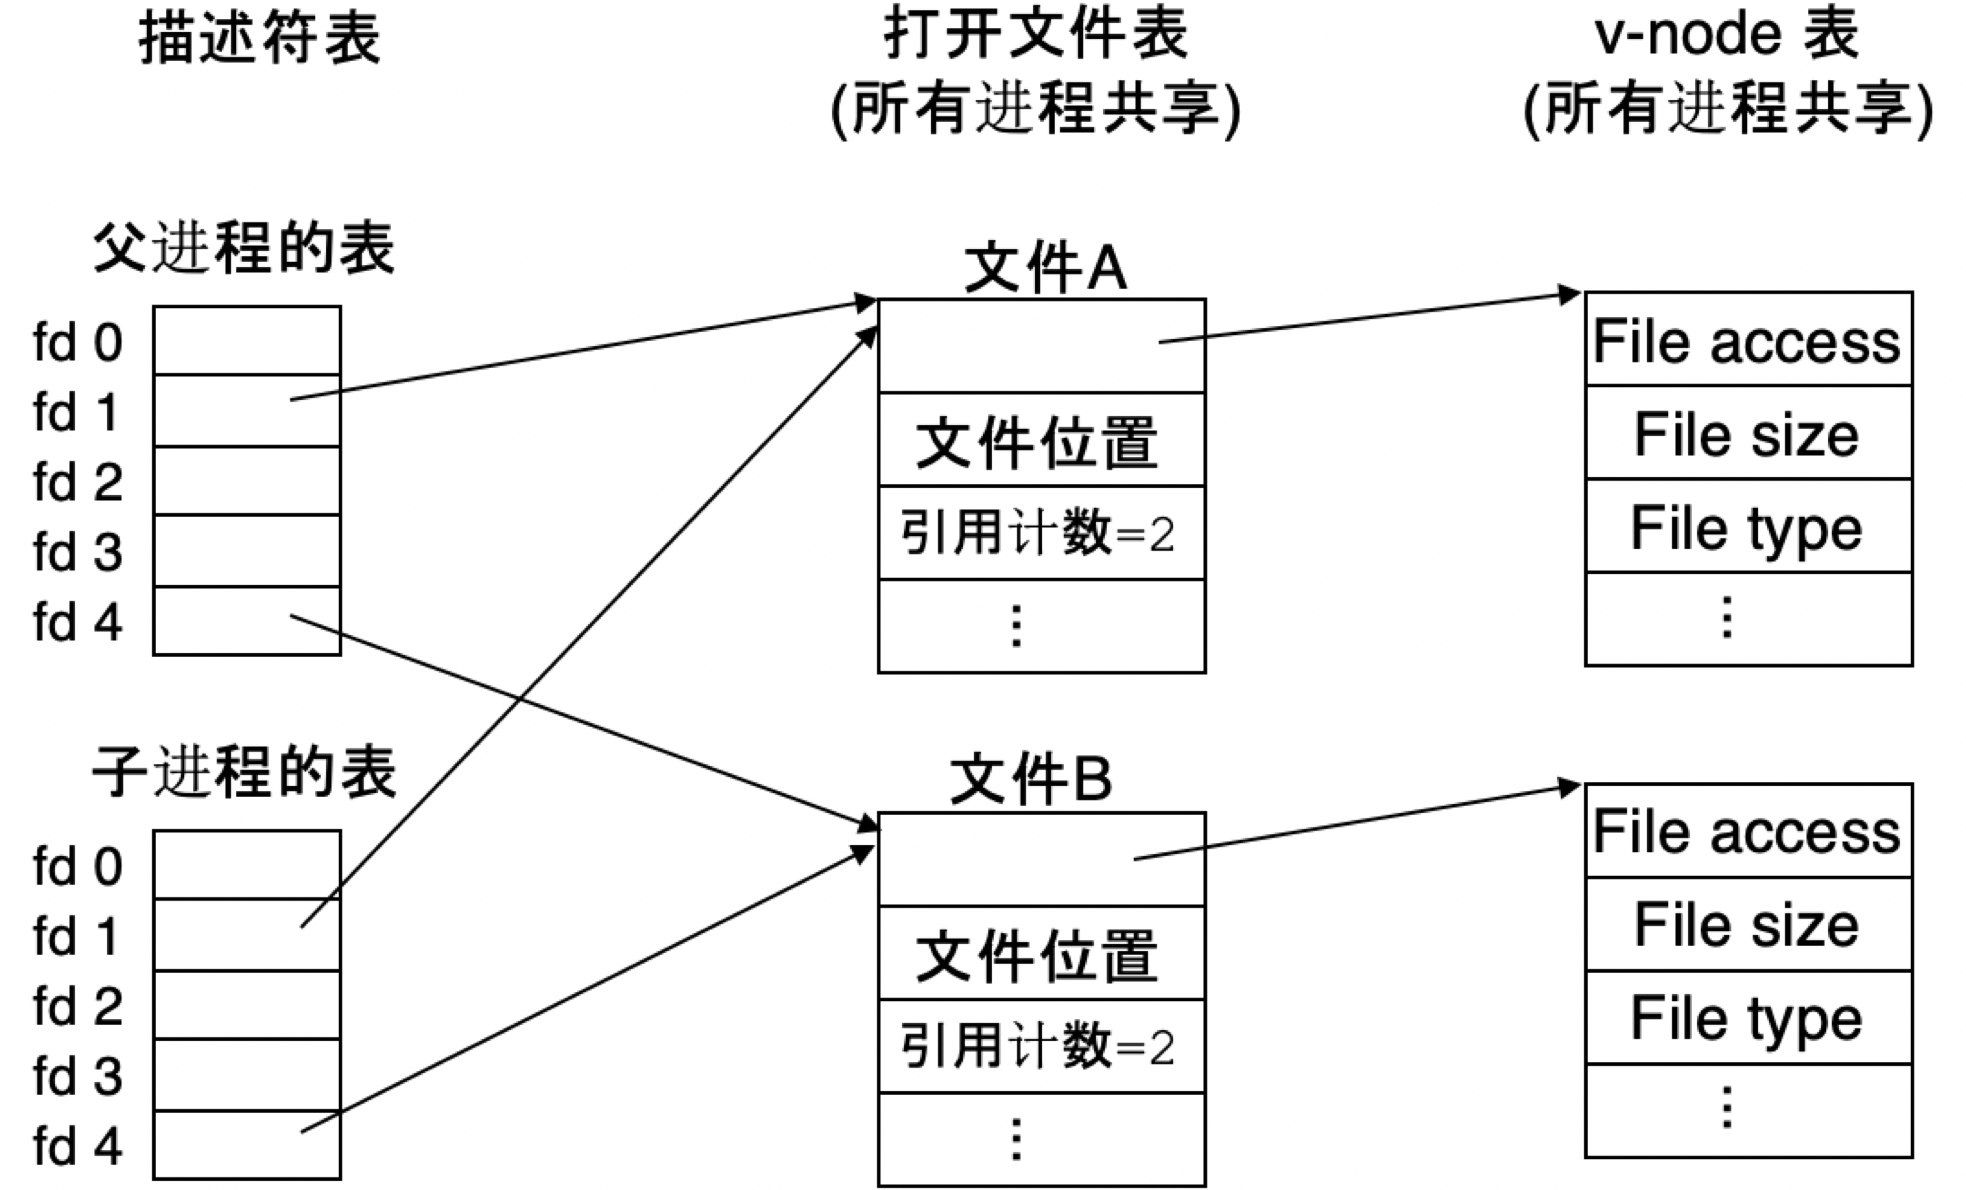 描述符表
打开文件表
(所有进程共享)
v-node 表
(所有进程共享)
父进程的表
fd 0
fd 1
fd 2
fd 3
fd 4
子进程的表
fd 0
fd 1
fd 2
fd 3
fd 4
文件A
文件位置
引用计数=2
⋮
文件B
文件位置
引用计数=2
⋮
File access
File size
File type
⋮
File access
File size
File type
⋮